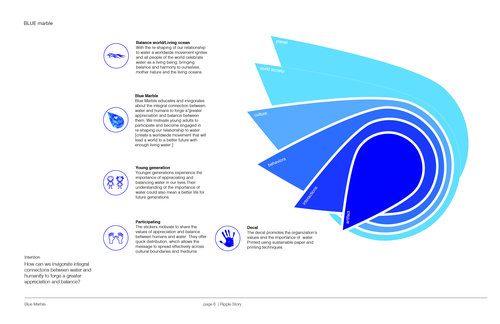 BLUE marble
Balance world/Living ocean
With the re-shaping of our relationship
to water a worldwide movement ignites
and all people of the world celebrate
water as a living being, bringing
balance and harmony to ourselves,
mother nature and the living oceans.
Blue Marble
Blue Marble educates and invigorates
about the integral connection between
water and humans to forge a'greater
appreciation and balance between
them. We motivate young adults to
participate and become engaged in
re-shaping our relationship to water
[create a worldwide movement that will
lead a world to a better future with
enough living water ]
Young generation
Younger generations experience the
importance of appreciating and
balancing water in our lives.Their
understanding of the importance of
water could also mean a better life for
future generations
Participating
The stickers motivate to share the
values of appreciation and balance
between humans and water. They offer
quick distribution, which allows the
message to spread effectively across
cultural boundaries and mediums
Decal
The decal promotes the organization's
values and the importance of water
Printed using sustainable paper and
printing techniques.
planet
world society
culture
behaviors
interactions
Intention
How can we invigorate integral
connections between water and
humanity to forge a greater
appreciation and balance?
Blue Marble
page 6 | Ripple Story